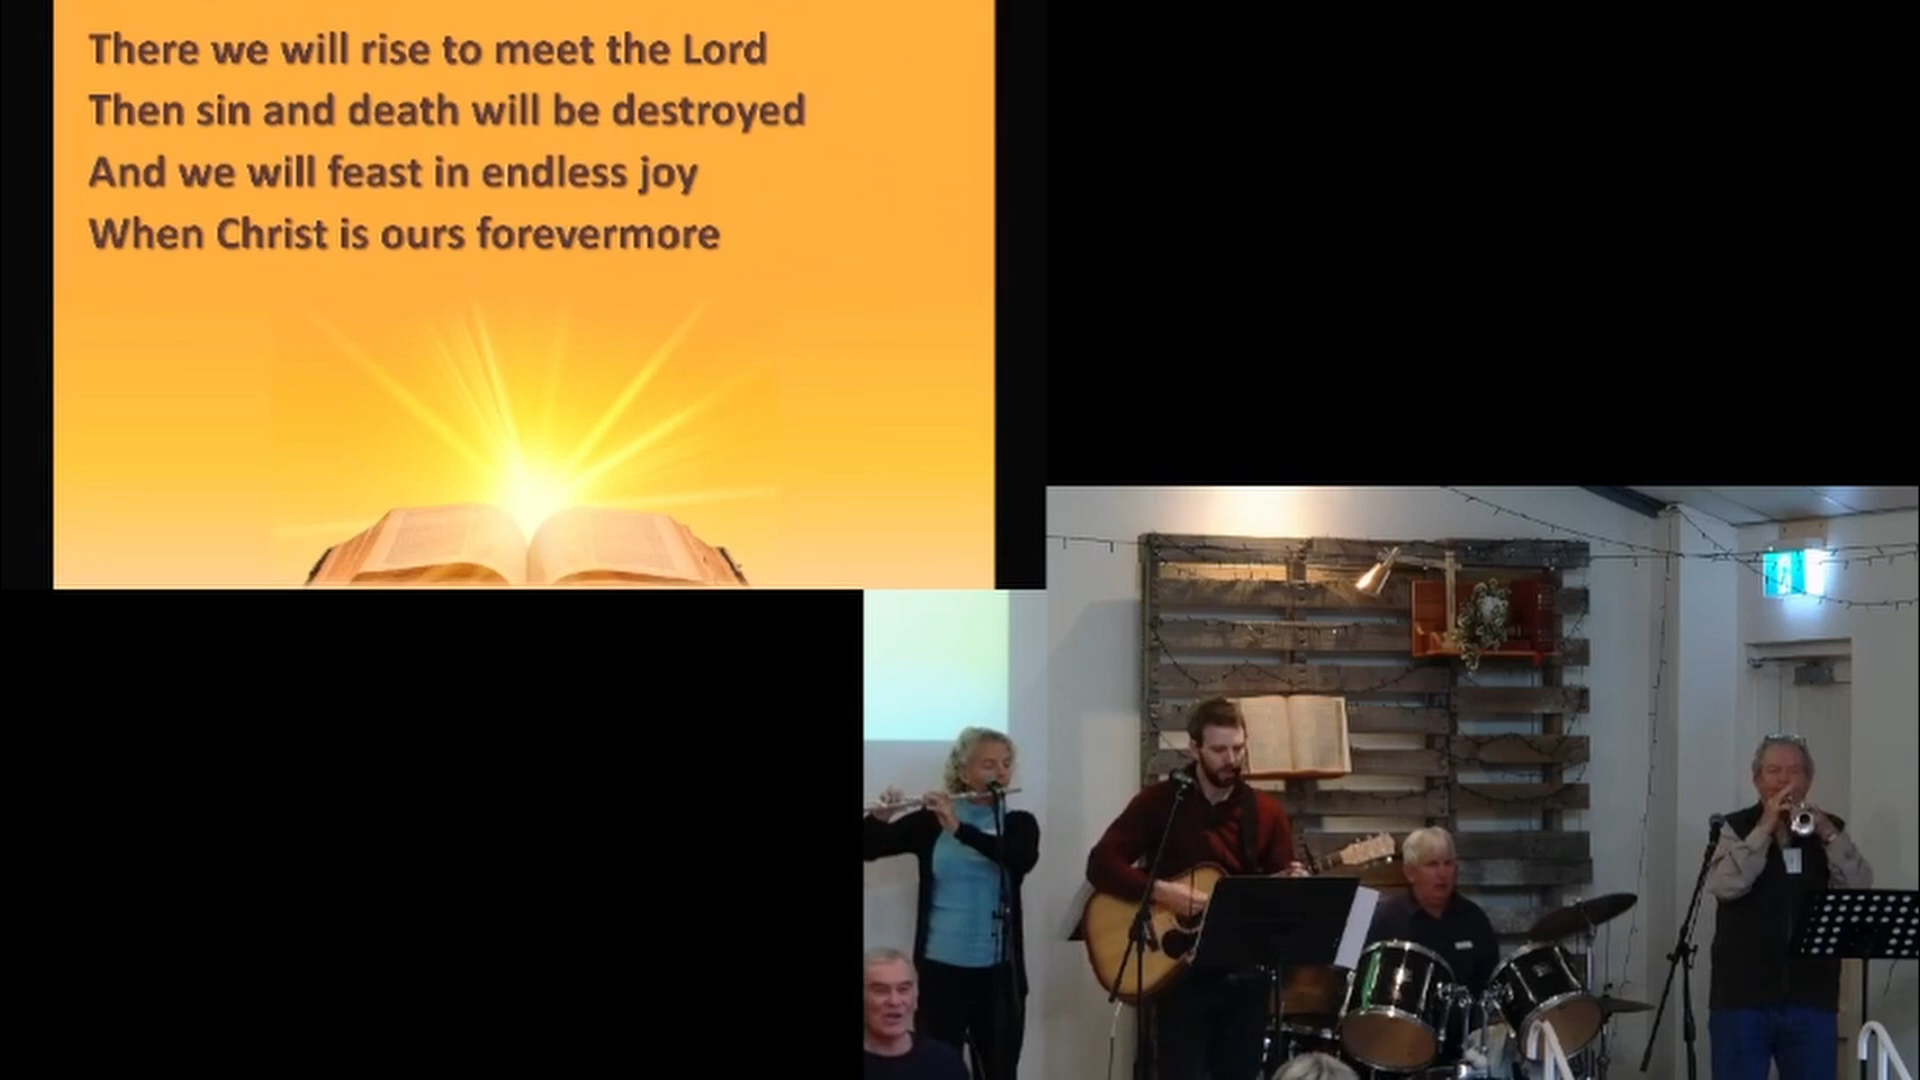 There we will rise to meet the Lord
Then sin and death will be destroyed
And we will feast in endless joy
When Christ is ours forevermore